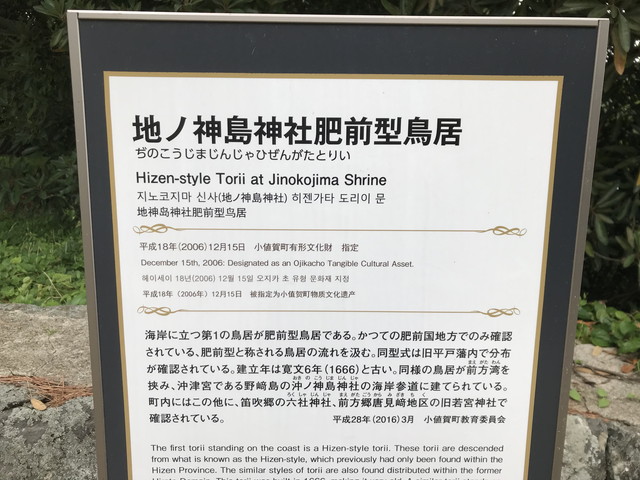 地ノ神島神社肥前型鳥居
ぢのこうじまじんじゃひぜんがたとりい
Hizen-style Torii at Jinokojima Shrine
지노코지마 신사(地ノ神島神社) 히젠가타 도리이 문
地神岛神社肥前型鸟居
平成18年(2006)12月15日 小値賀町有形文化財 指定
December 15th, 2006: Designated as an Ojikacho Tangible Cultural Asset.
헤이세이 18년(2006) 12월 15일 오지카 초 유형 문화재 지정
平成18年（2006年）12月15日 被指定为小值贺町物质文化遗产
海岸に立つ第1の鳥居が肥前型鳥居である。かつての肥前国地方でのみ確認
されている、肥前型と称される鳥居の流れを汲む。同型式は旧平戸藩内で分布
が確認されている。建立年は寛文6年(1666)と古い。同様の鳥居が前方湾を
挟み、沖津宮である野崎島の沖ノ神島神社の海岸参道に建てられている。
町内にはこの他に、笛吹郷の六社神社、前方郷唐見崎地区の旧若宮神社で
確認されている。 平成28年(2016)3月 小値賀町教育委員会
The first torii standing on the coast is a Hizen-style torii. These torii are descended
from what is known as the Hizen-style, which previously had only been found within the
Hizen Province. The similar styles of torii are also found distributed within the former